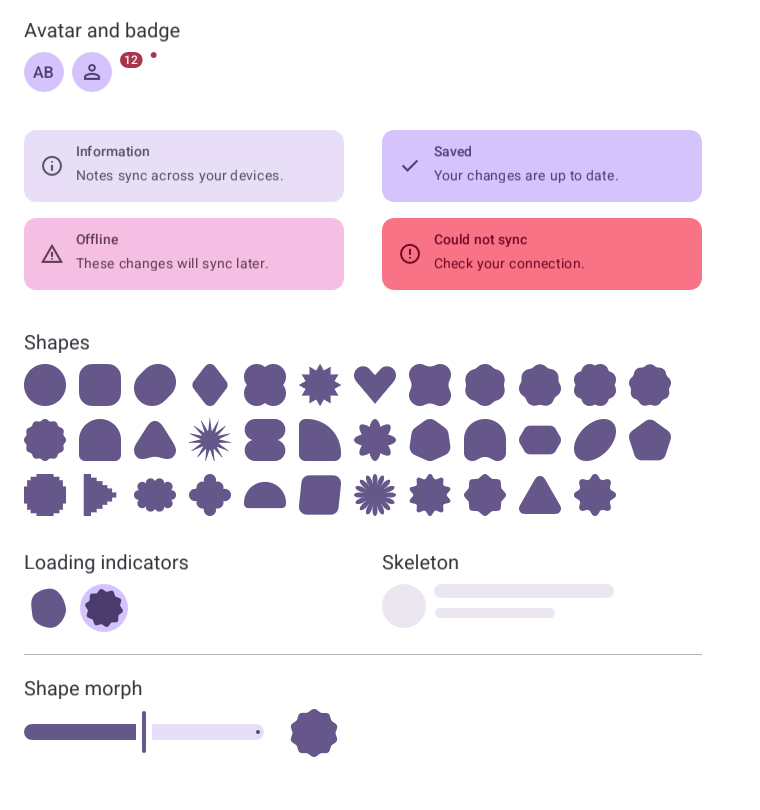 Avatar and badge
AB
12
Information
Notes sync across your devices.
Saved
Your changes are up to date.
Offline
These changes will sync later.
Could not sync
Check your connection.
Shapes
Loading indicators
Skeleton
Shape morph